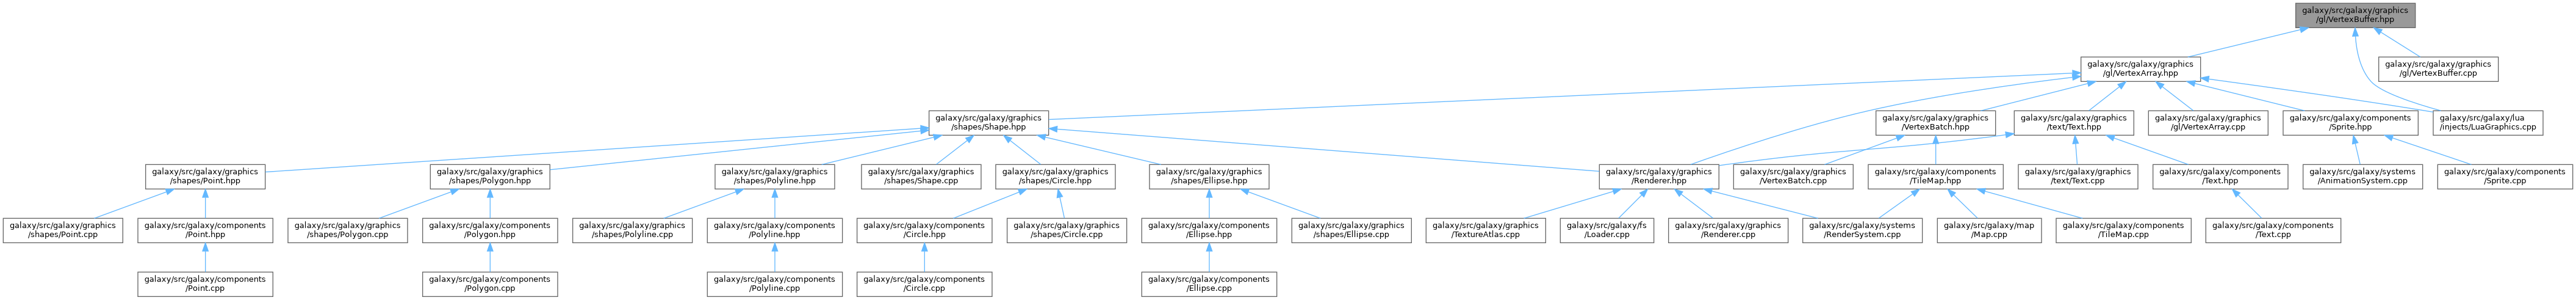 galaxy/src/galaxy/graphics
/gl/VertexBuffer.hpp
galaxy/src/galaxy/graphics
/gl/VertexArray.hpp
galaxy/src/galaxy/graphics
/gl/VertexBuffer.cpp
galaxy/src/galaxy/graphics
/shapes/Shape.hpp
galaxy/src/galaxy/graphics
/VertexBatch.hpp
galaxy/src/galaxy/graphics
/text/Text.hpp
galaxy/src/galaxy/graphics
/gl/VertexArray.cpp
galaxy/src/galaxy/components
/Sprite.hpp
galaxy/src/galaxy/lua
/injects/LuaGraphics.cpp
galaxy/src/galaxy/graphics
/shapes/Point.hpp
galaxy/src/galaxy/graphics
/shapes/Polygon.hpp
galaxy/src/galaxy/graphics
/shapes/Polyline.hpp
galaxy/src/galaxy/graphics
/shapes/Shape.cpp
galaxy/src/galaxy/graphics
/shapes/Circle.hpp
galaxy/src/galaxy/graphics
/shapes/Ellipse.hpp
galaxy/src/galaxy/graphics
/Renderer.hpp
galaxy/src/galaxy/graphics
/VertexBatch.cpp
galaxy/src/galaxy/components
/TileMap.hpp
galaxy/src/galaxy/graphics
/text/Text.cpp
galaxy/src/galaxy/components
/Text.hpp
galaxy/src/galaxy/systems
/AnimationSystem.cpp
galaxy/src/galaxy/components
/Sprite.cpp
galaxy/src/galaxy/graphics
/shapes/Point.cpp
galaxy/src/galaxy/components
/Point.hpp
galaxy/src/galaxy/graphics
/shapes/Polygon.cpp
galaxy/src/galaxy/components
/Polygon.hpp
galaxy/src/galaxy/graphics
/shapes/Polyline.cpp
galaxy/src/galaxy/components
/Polyline.hpp
galaxy/src/galaxy/components
/Circle.hpp
galaxy/src/galaxy/graphics
/shapes/Circle.cpp
galaxy/src/galaxy/components
/Ellipse.hpp
galaxy/src/galaxy/graphics
/shapes/Ellipse.cpp
galaxy/src/galaxy/graphics
/TextureAtlas.cpp
galaxy/src/galaxy/fs
/Loader.cpp
galaxy/src/galaxy/graphics
/Renderer.cpp
galaxy/src/galaxy/systems
/RenderSystem.cpp
galaxy/src/galaxy/map
/Map.cpp
galaxy/src/galaxy/components
/TileMap.cpp
galaxy/src/galaxy/components
/Text.cpp
galaxy/src/galaxy/components
/Point.cpp
galaxy/src/galaxy/components
/Polygon.cpp
galaxy/src/galaxy/components
/Polyline.cpp
galaxy/src/galaxy/components
/Circle.cpp
galaxy/src/galaxy/components
/Ellipse.cpp